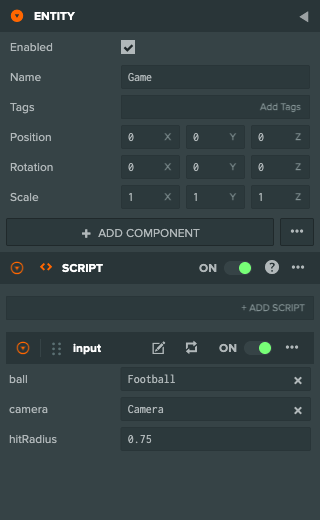 ENTITY
Enabled
Name Game
Tags Add Tags
Position 0 X 0 Y 0 Z
Rotation 0 X 0 Y 0 Z
Scale 1 X 1 Y 1 Z
+ ADD COMPONENT •••
<> SCRIPT ON ? •••
+ ADD SCRIPT
input ON •••
ball Football ×
camera Camera ×
hitRadius 0.75